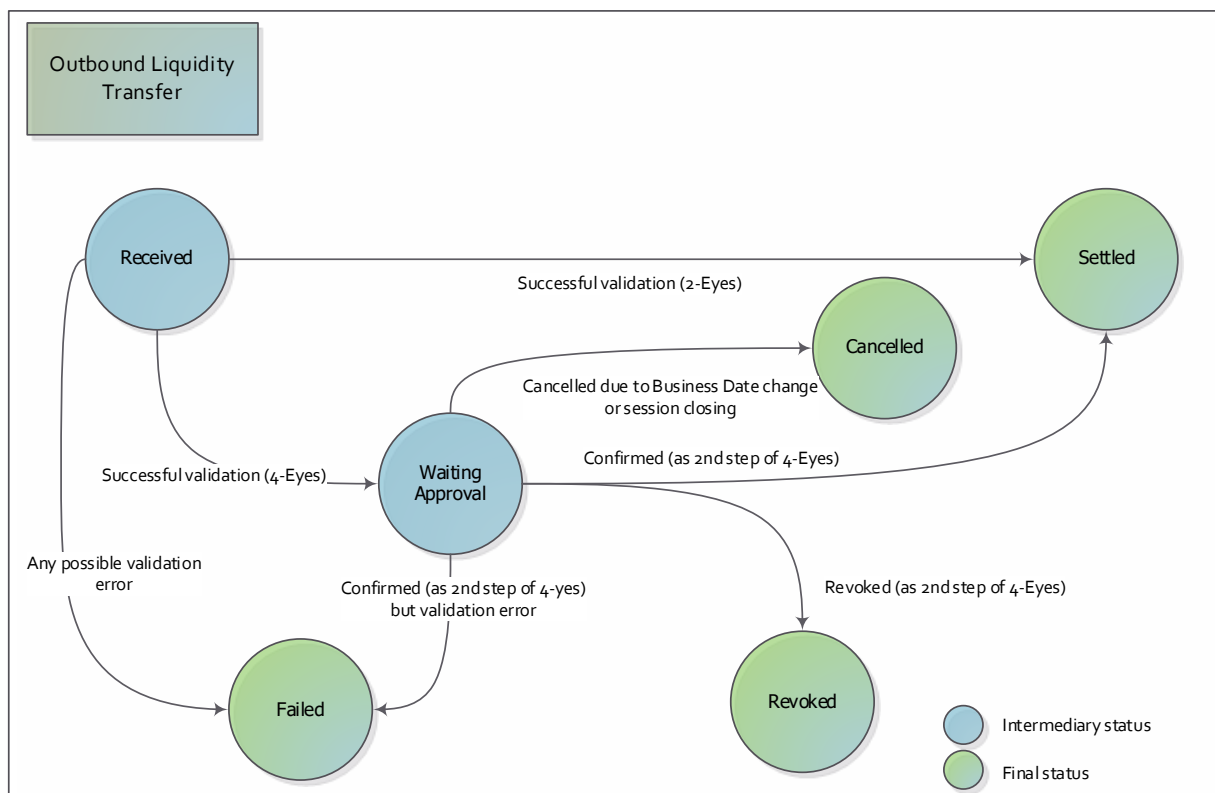 Outbound Liquidity
Transfer
Received
Settled
Successful validation (2-Eyes)
Cancelled
Cancelled due to Business Date change
or session closing
Confirmed (as 2nd step of 4-Eyes)
Successful validation (4-Eyes)
Waiting
Approval
Any possible validation
error
Confirmed (as 2nd step of 4-yes)
but validation error
Revoked (as 2nd step of 4-Eyes)
Failed
Revoked
Intermediary status
Final status